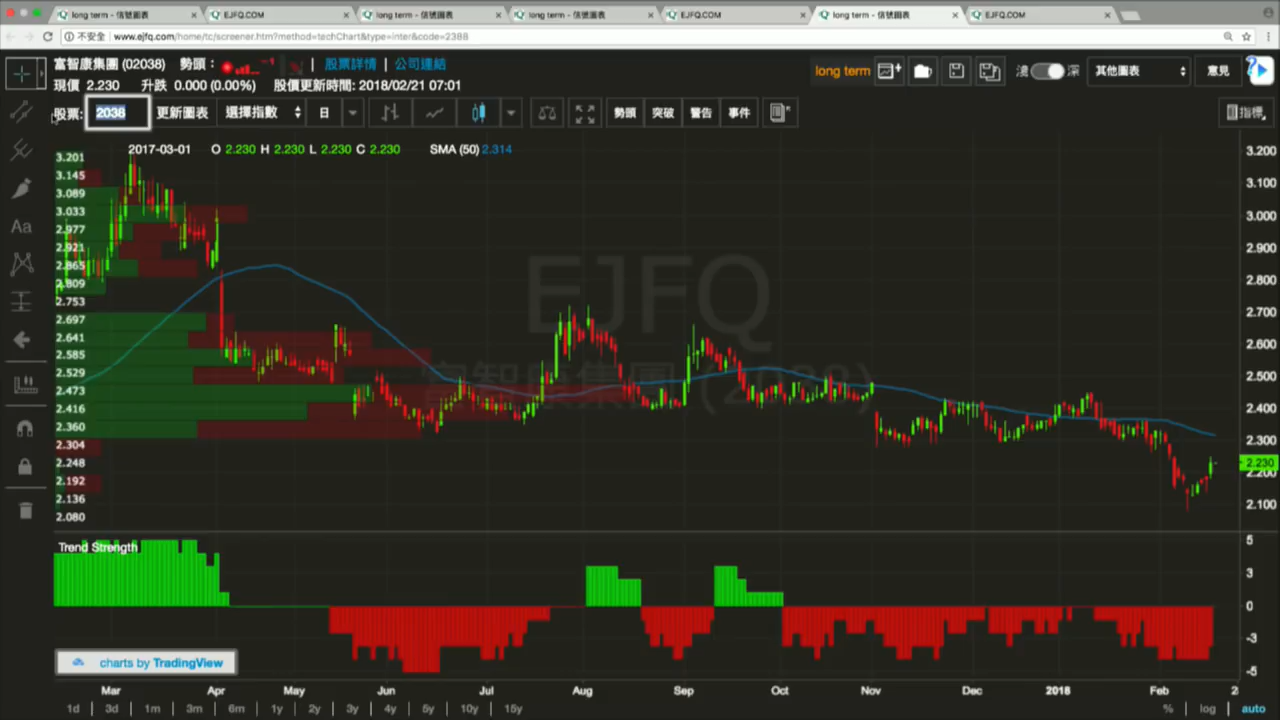 long term - 信號圖表
EJFQ.COM
long term - 信號圖表
long term - 信號圖表
EJFQ.COM
long term - 信號圖表
EJFQ.COM
不安全 www.ejfq.com/home/tc/screener.htm?method=techChart&type=inter&code=2388
富智康集團 (02038) 勢頭： | 股票詳情 | 公司連結
long term
淺 深
其他圖表
意見
現價 2.230 升跌 0.000 (0.00%) 股價更新時間: 2018/02/21 07:01
股票: 2038 更新圖表 選擇指數 日 勢頭 突破 警告 事件
指標
2017-03-01 O 2.230 H 2.230 L 2.230 C 2.230 SMA (50) 2.314
Aa
3.201
3.145
3.089
3.033
2.977
2.921
2.865
2.809
2.753
2.697
2.641
2.585
2.529
2.473
2.416
2.360
2.304
2.248
2.192
2.136
2.080
EJFQ
富智康集團 (2038)
3.200
3.100
3.000
2.900
2.800
2.700
2.600
2.500
2.400
2.300
2.230
2.200
2.100
Trend Strength
5
3
0
-3
-5
charts by TradingView
Mar Apr May Jun Jul Aug Sep Oct Nov Dec 2018 Feb
1d | 3d | 1m | 3m | 6m | 1y | 2y | 3y | 4y | 5y | 10y | 15y
% | log | auto